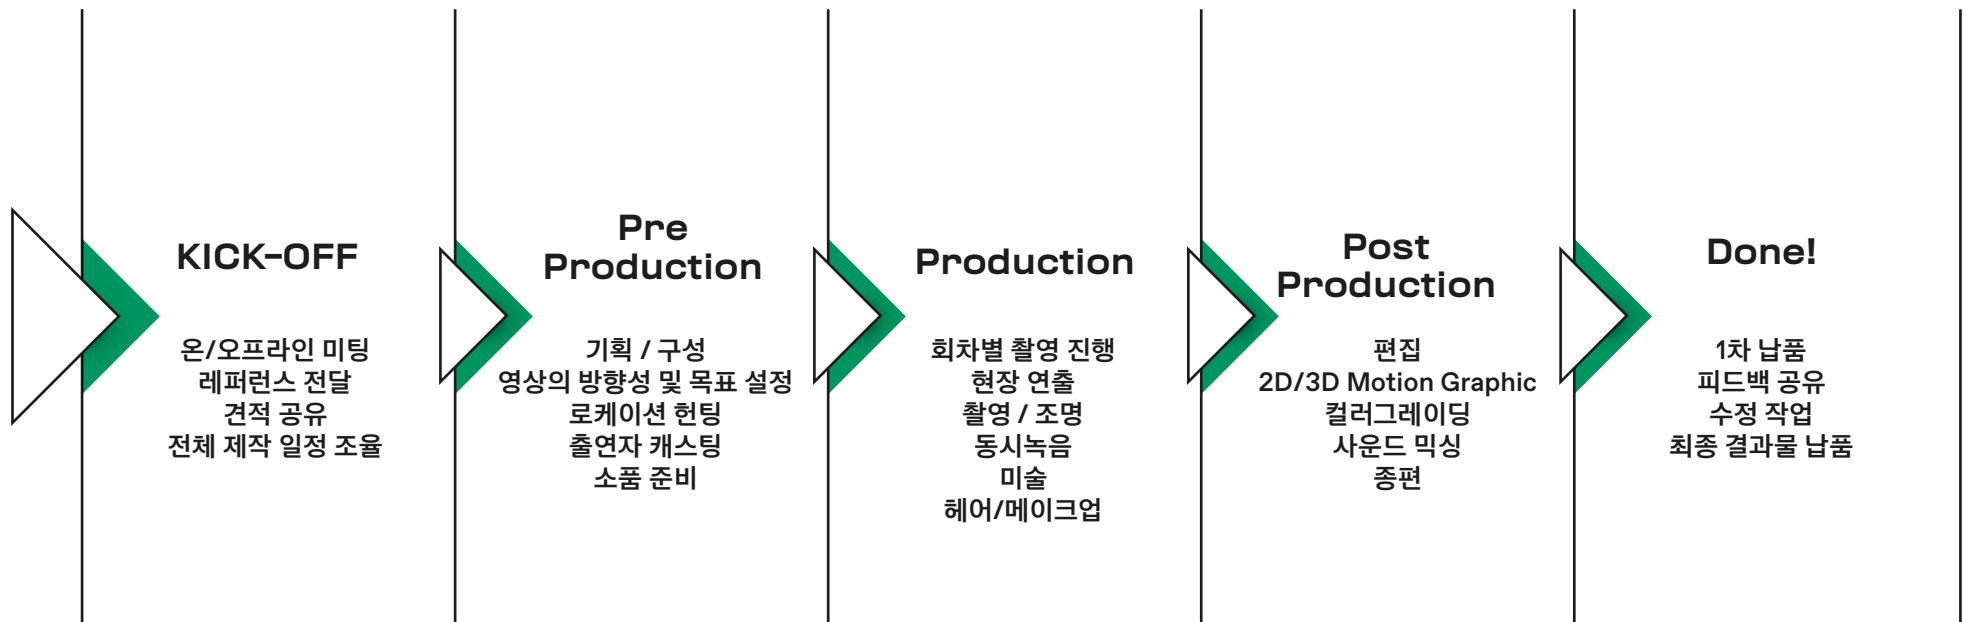 KICK-OFF
온/오프라인 미팅
레퍼런스 전달
견적 공유
전체 제작 일정 조율
Pre
Production
기획 / 구성
영상의 방향성 및 목표 설정
로케이션 헌팅
출연자 캐스팅
소품 준비
Production
회차별 촬영 진행
현장 연출
촬영 / 조명
동시녹음
미술
헤어/메이크업
Post
Production
편집
2D/3D Motion Graphic
컬러그레이딩
사운드 믹싱
종편
Done!
1차 납품
피드백 공유
수정 작업
최종 결과물 납품